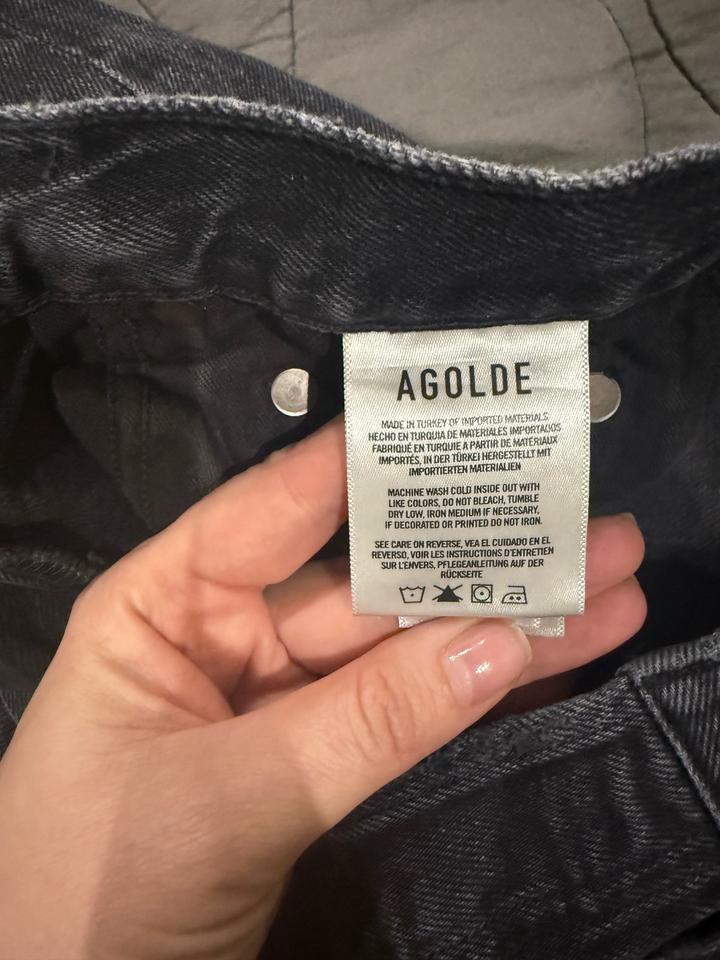 AGOLDE
MADE IN TURKEY OF IMPORTED MATERIALS
HECHO EN TURQUIA DE MATERIALES IMPORTADOS
FABRIQUÉ EN TURQUIE A PARTIR DE MATÉRIAUX
IMPORTÉS, IN DER TÜRKEI HERGESTELLT MIT
IMPORTIERTEN MATERIALIEN
MACHINE WASH COLD INSIDE OUT WITH
LIKE COLORS, DO NOT BLEACH, TUMBLE
DRY LOW, IRON MEDIUM IF NECESSARY,
IF DECORATED OR PRINTED DO NOT IRON.
SEE CARE ON REVERSE, VEA EL CUIDADO EN EL
REVERSO, VOIR LES INSTRUCTIONS D'ENTRETIEN
SUR L'ENVERS, PFLEGEANLEITUNG AUF DER
RÜCKSEITE